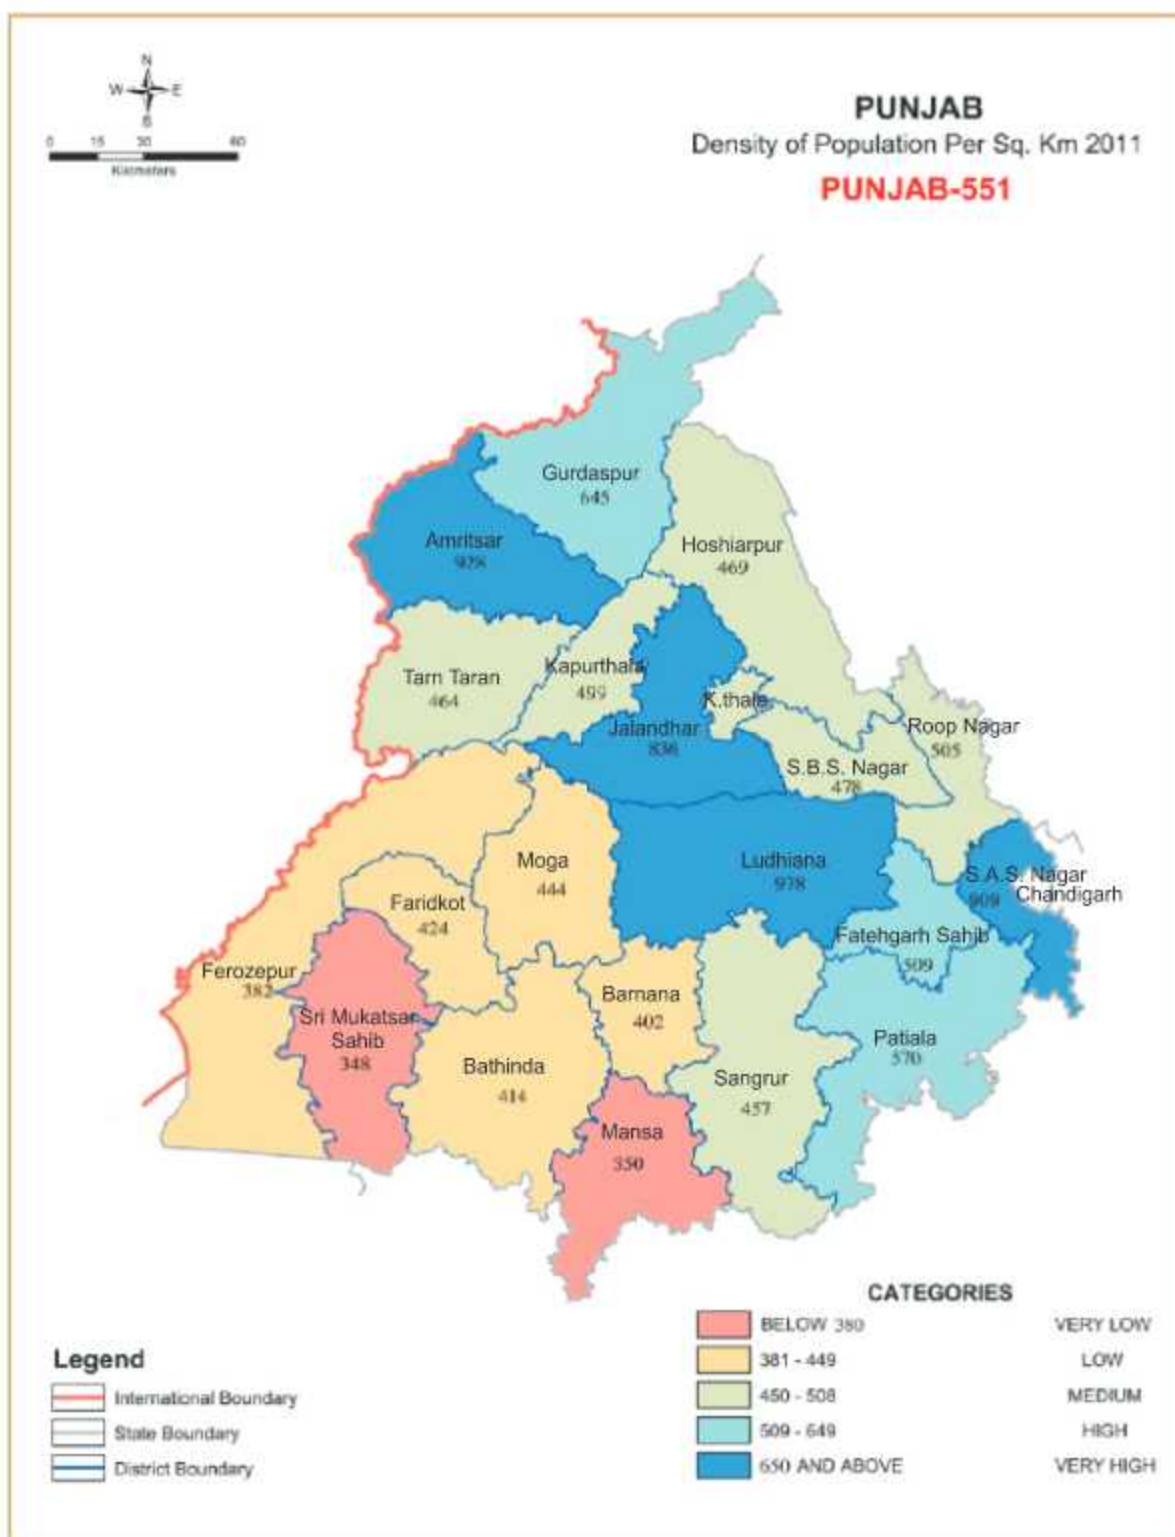 N
W E
S
0 15 30 60
Kilometers
PUNJAB
Density of Population Per Sq. Km 2011
PUNJAB-551
Gurdaspur
645
Amritsar
928
Hoshiarpur
469
Tarn Taran
464
Kapurthala
499
K.thala
Jalandhar
836
Roop Nagar
505
S.B.S. Nagar
478
Moga
444
Ludhiana
978
S.A.S. Nagar
909
Chandigarh
Faridkot
424
Fatehgarh Sahib
509
Ferozepur
382
Barnana
402
Sri Mukatsar
Sahib
348
Patiala
570
Bathinda
414
Sangrur
457
Mansa
350
CATEGORIES
BELOW 380 VERY LOW
381 - 449 LOW
450 - 508 MEDIUM
509 - 649 HIGH
650 AND ABOVE VERY HIGH
Legend
International Boundary
State Boundary
District Boundary